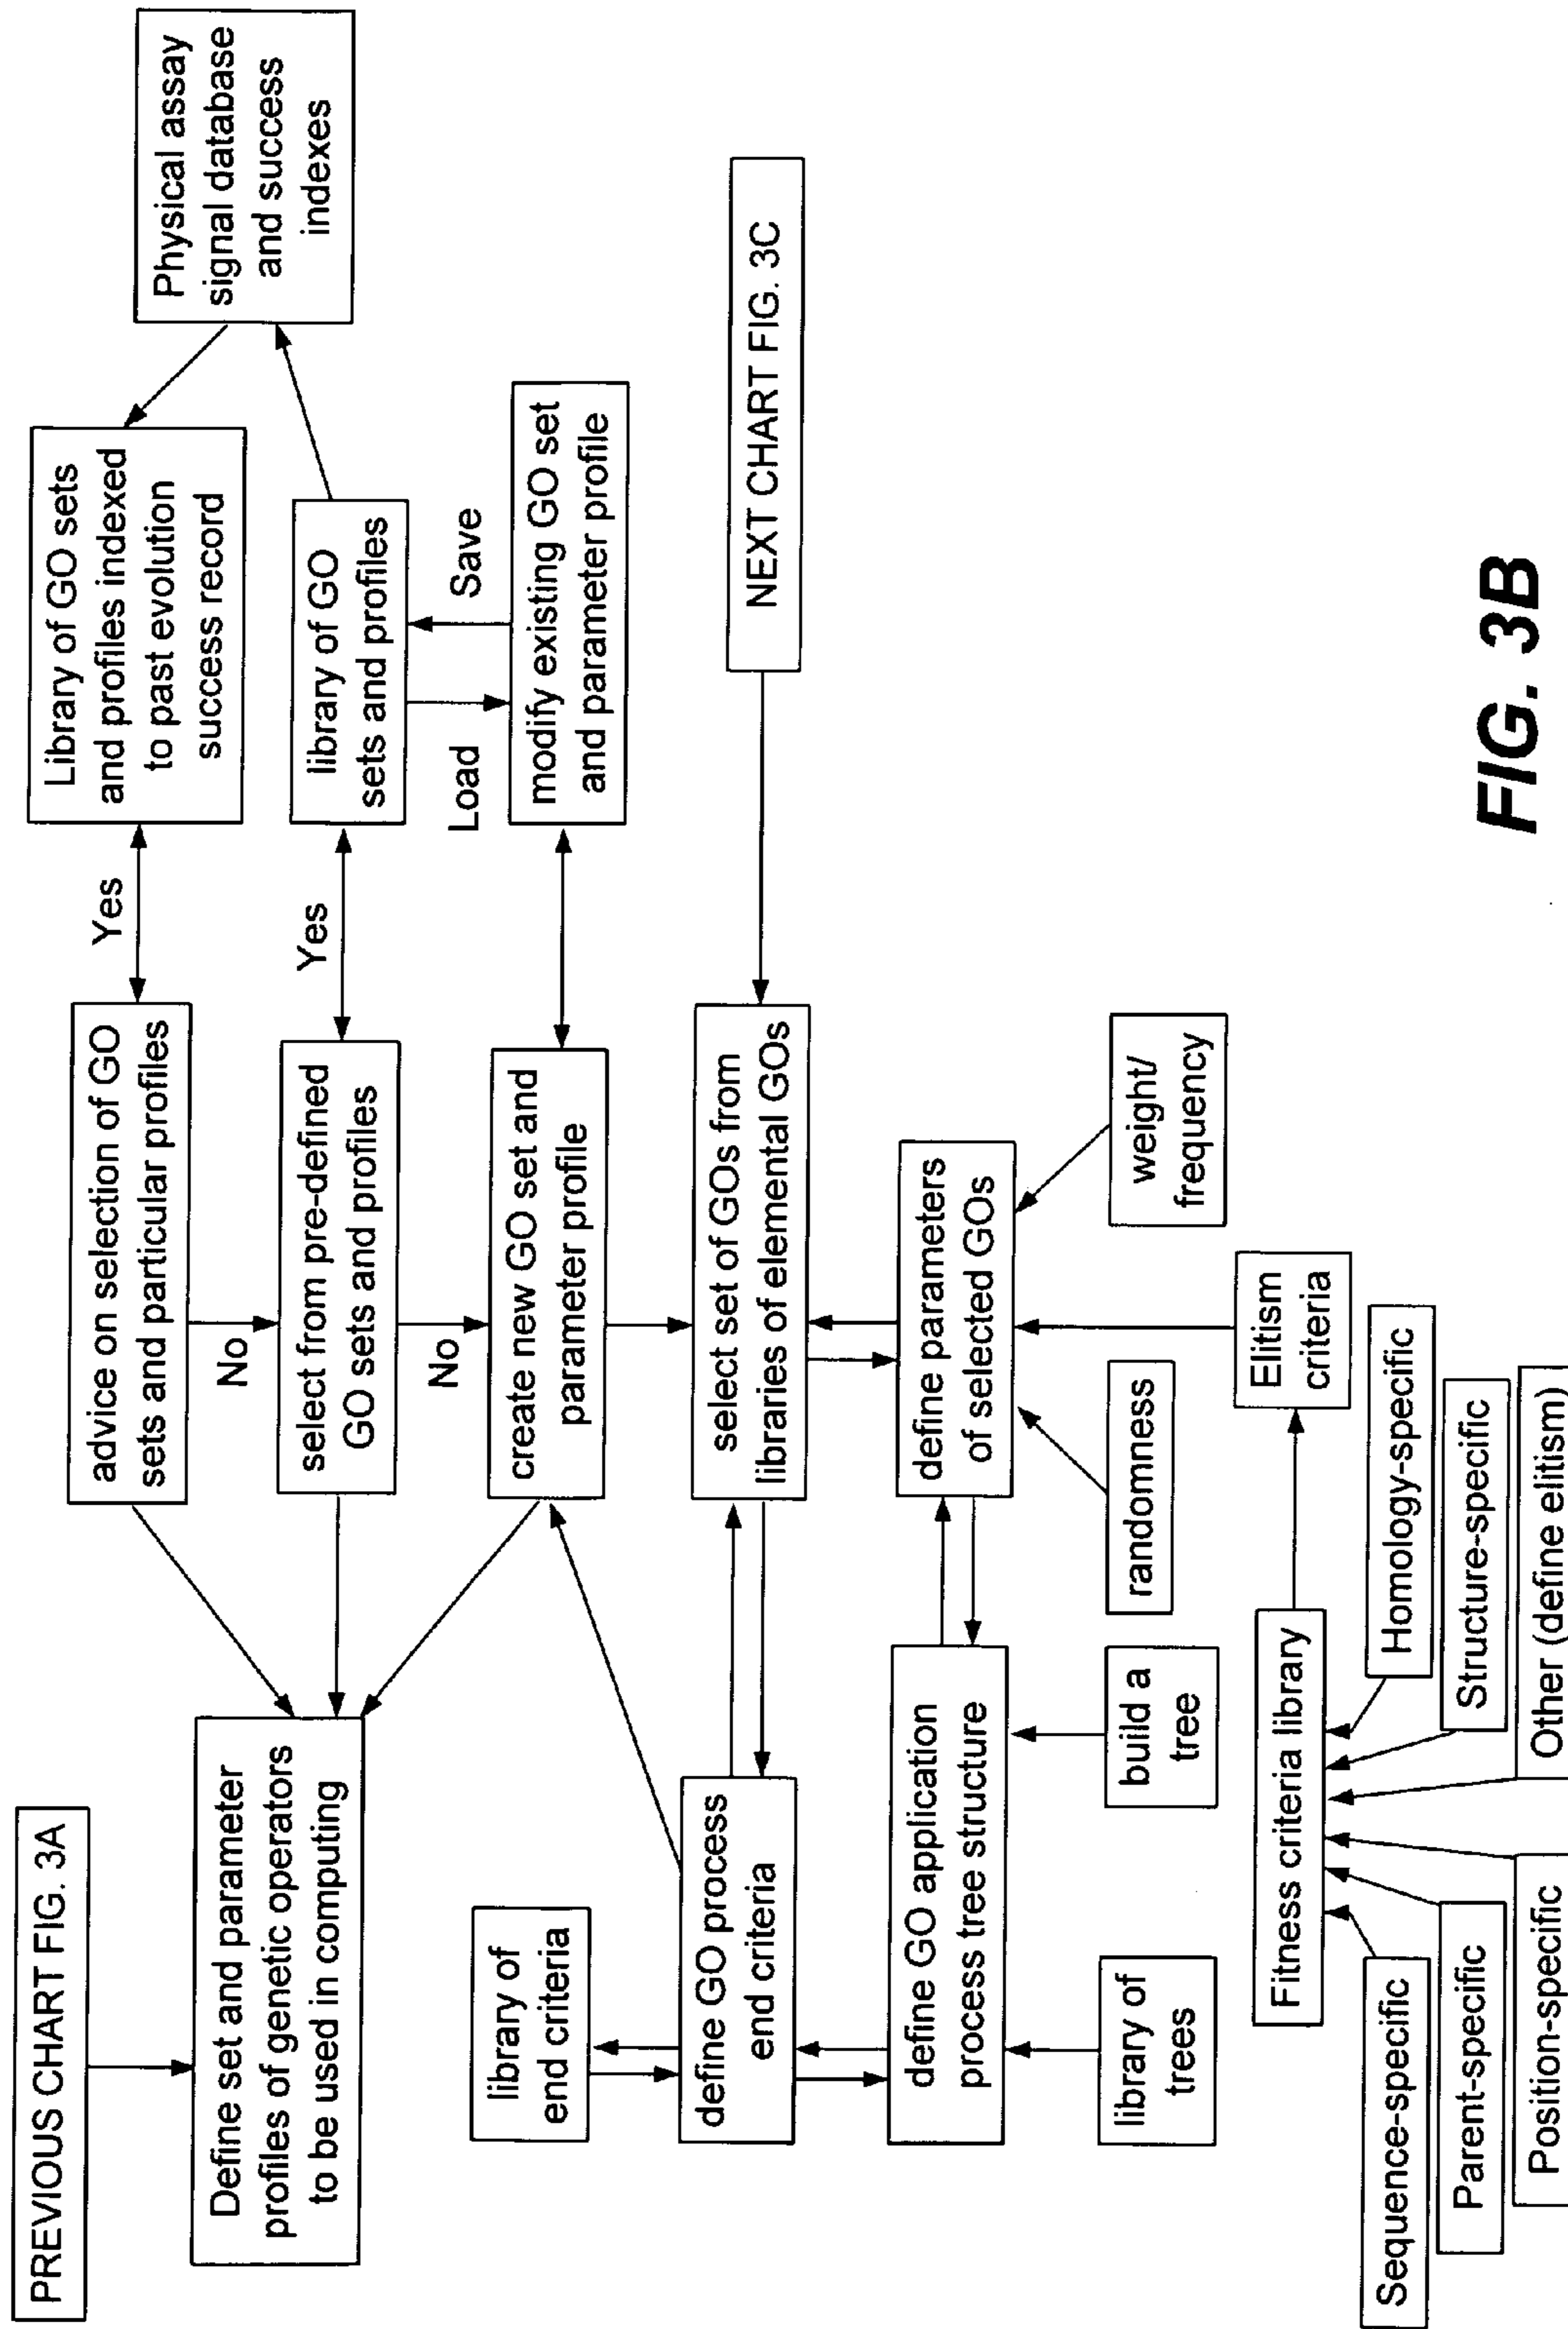 PREVIOUS CHART FIG. 3A
Define set and parameter
profiles of genetic operators
to be used in computing
advice on selection of GO
sets and particular profiles
Yes
Library of GO sets
and profiles indexed
to past evolution
success record
Physical assay
signal database
and success
indexes
No
select from pre-defined
GO sets and profiles
Yes
library of GO
sets and profiles
No
Load
Save
create new GO set and
parameter profile
modify existing GO set
and parameter profile
library of
end criteria
define GO process
end criteria
select set of GOs from
libraries of elemental GOs
NEXT CHART FIG. 3C
define GO application
process tree structure
define parameters
of selected GOs
library of
trees
build a
tree
randomness
weight/
frequency
Fitness criteria library
Elitism
criteria
Sequence-specific
Homology-specific
Parent-specific
Structure-specific
Position-specific
Other (define elitism)
FIG. 3B